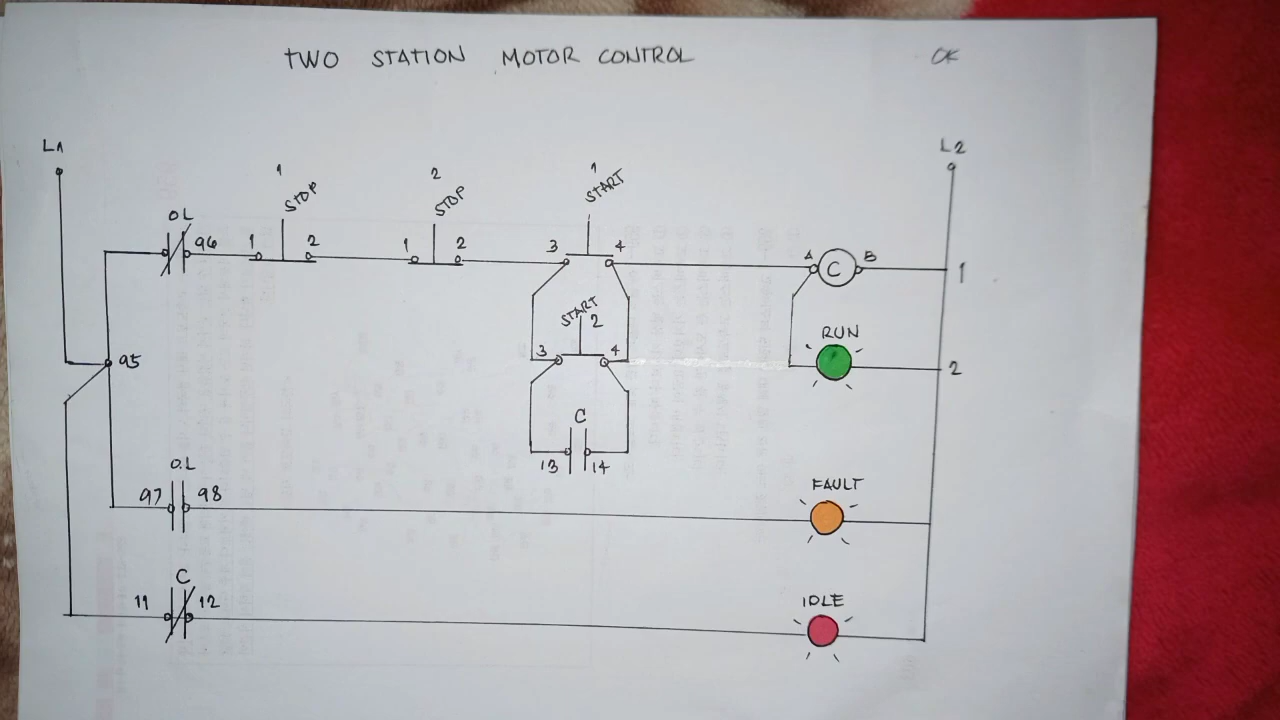 TWO STATION MOTOR CONTROL OK
L1 L2
1 2 1
STOP STOP START
OL
96 1 2 1 2 3 4 A B
C 1
START
2
RUN
95 3 4 2
C
13 14
O.L FAULT
97 98
C
11 12 IDLE